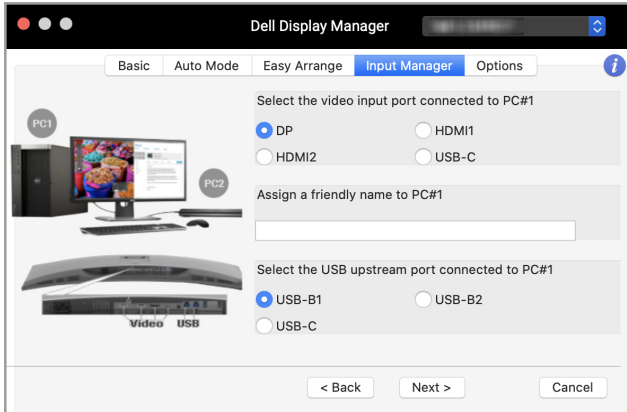 Dell Display Manager
Basic Auto Mode Easy Arrange Input Manager Options i
Select the video input port connected to PC#1
DP HDMI1
HDMI2 USB-C
PC1
PC2
Assign a friendly name to PC#1
Select the USB upstream port connected to PC#1
USB-B1 USB-B2
USB-C
Video USB
< Back Next > Cancel